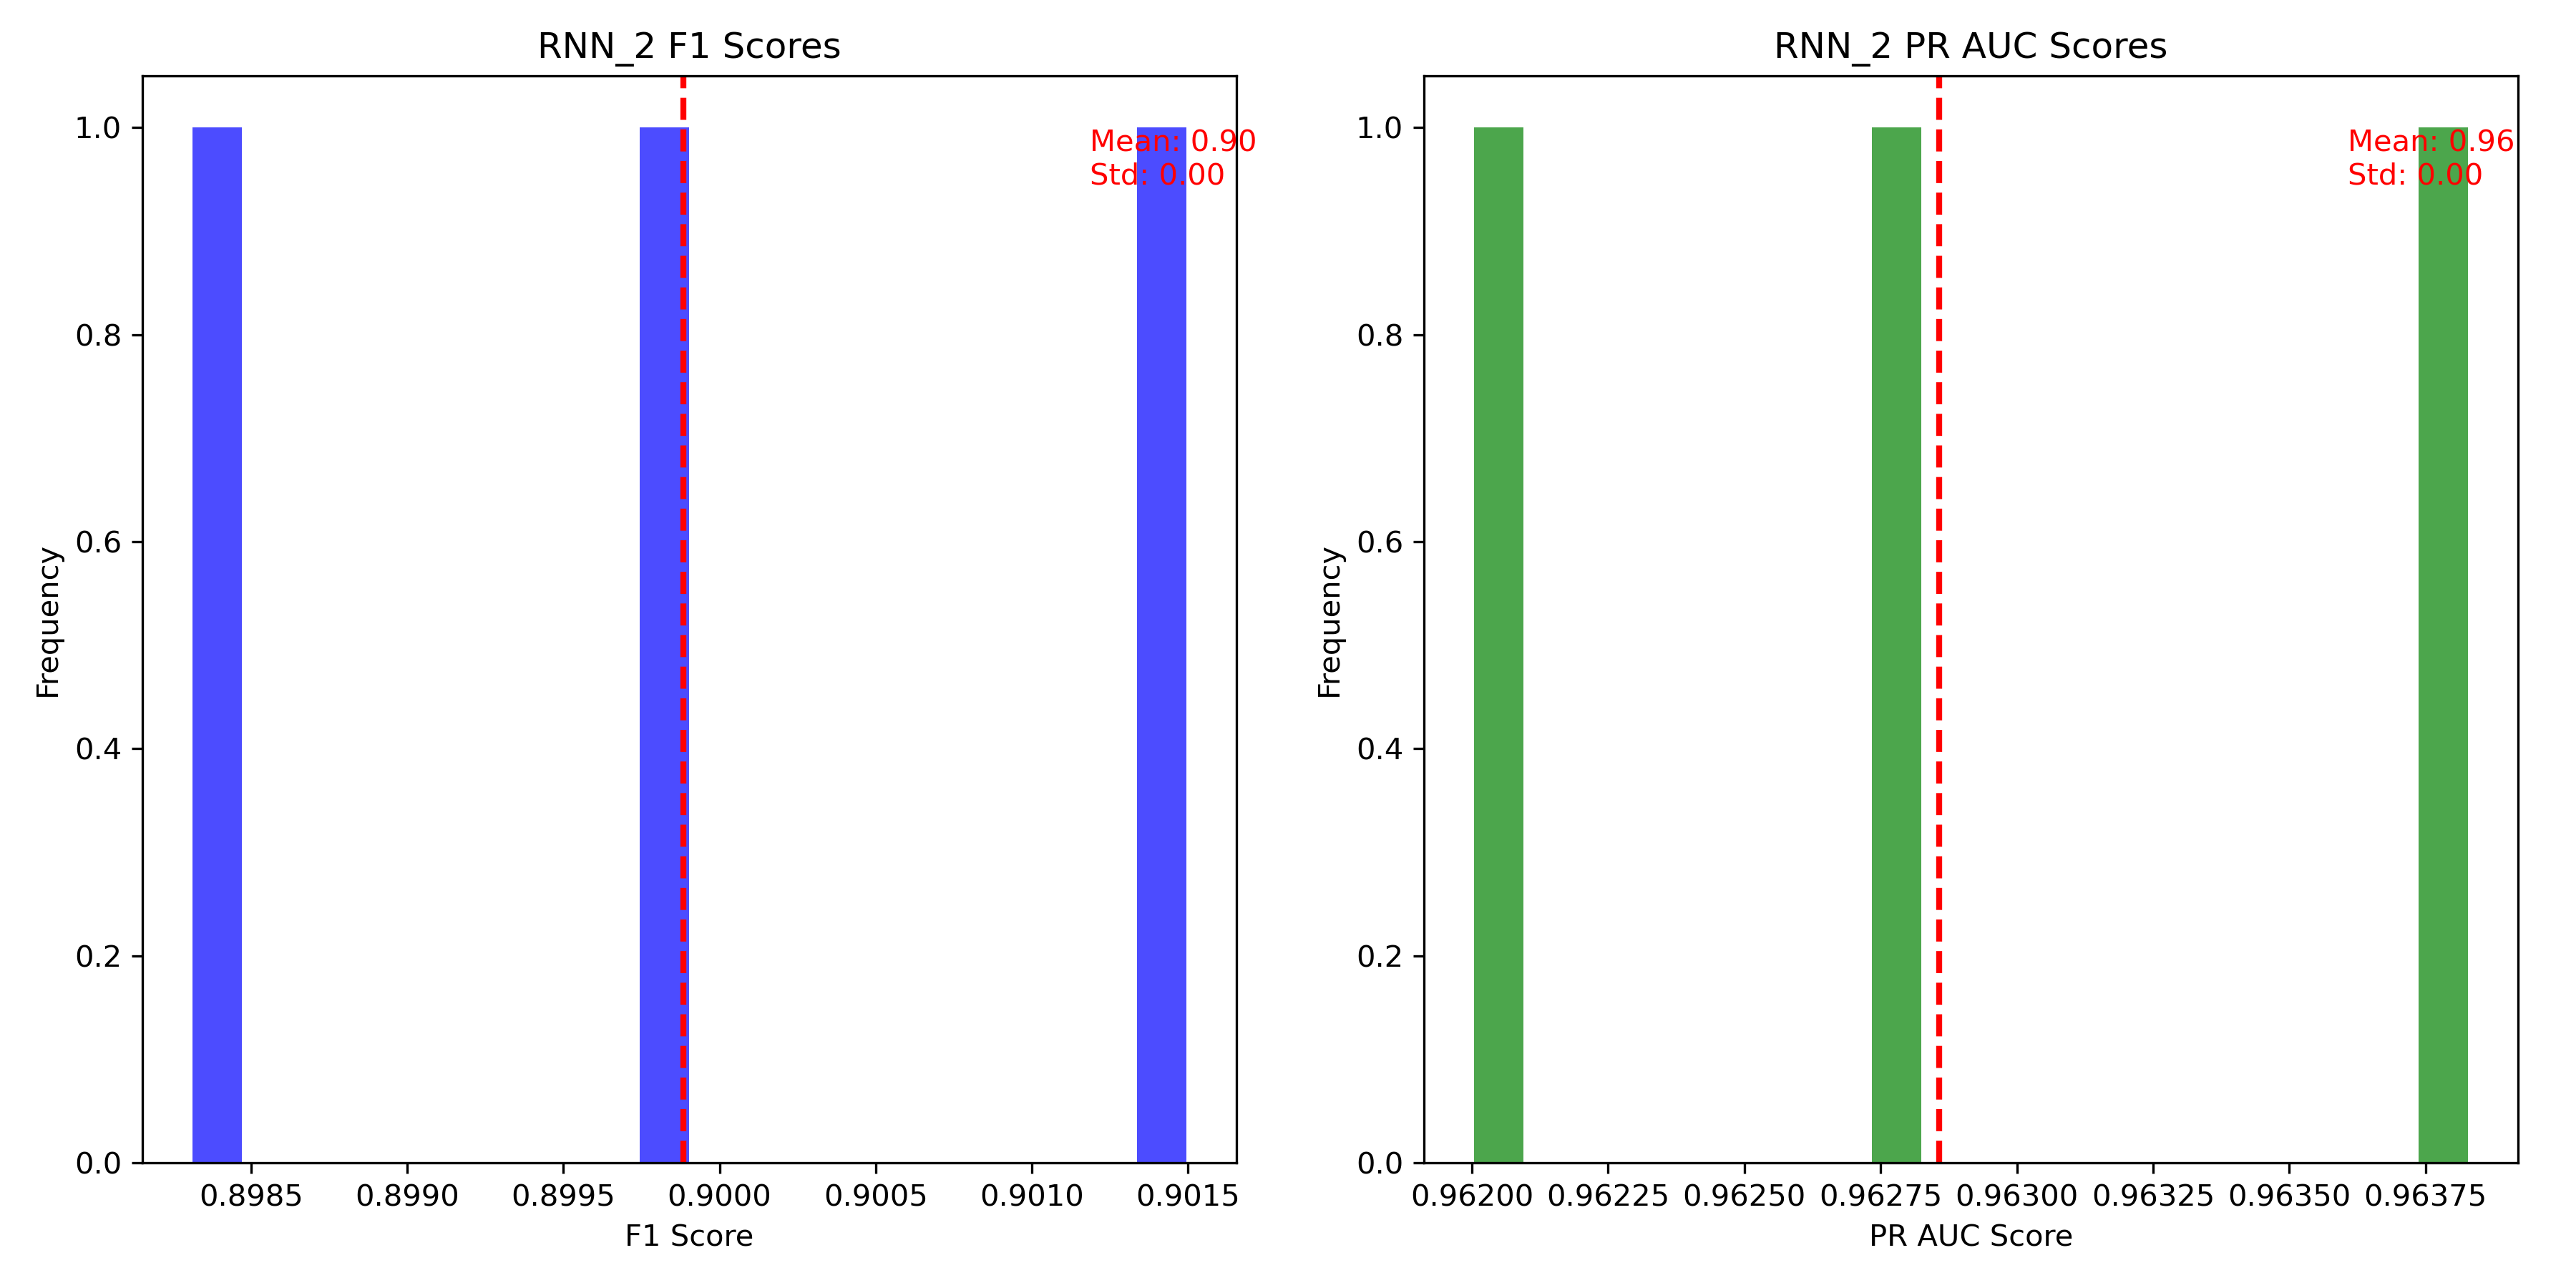 RNN_2 F1 Scores
Mean: 0.90
Std: 0.00
1.0
0.8
0.6
0.4
0.2
0.0
Frequency
0.8985 0.8990 0.8995 0.9000 0.9005 0.9010 0.9015
F1 Score
RNN_2 PR AUC Scores
Mean: 0.96
Std: 0.00
1.0
0.8
0.6
0.4
0.2
0.0
Frequency
0.96200 0.96225 0.96250 0.96275 0.96300 0.96325 0.96350 0.96375
PR AUC Score